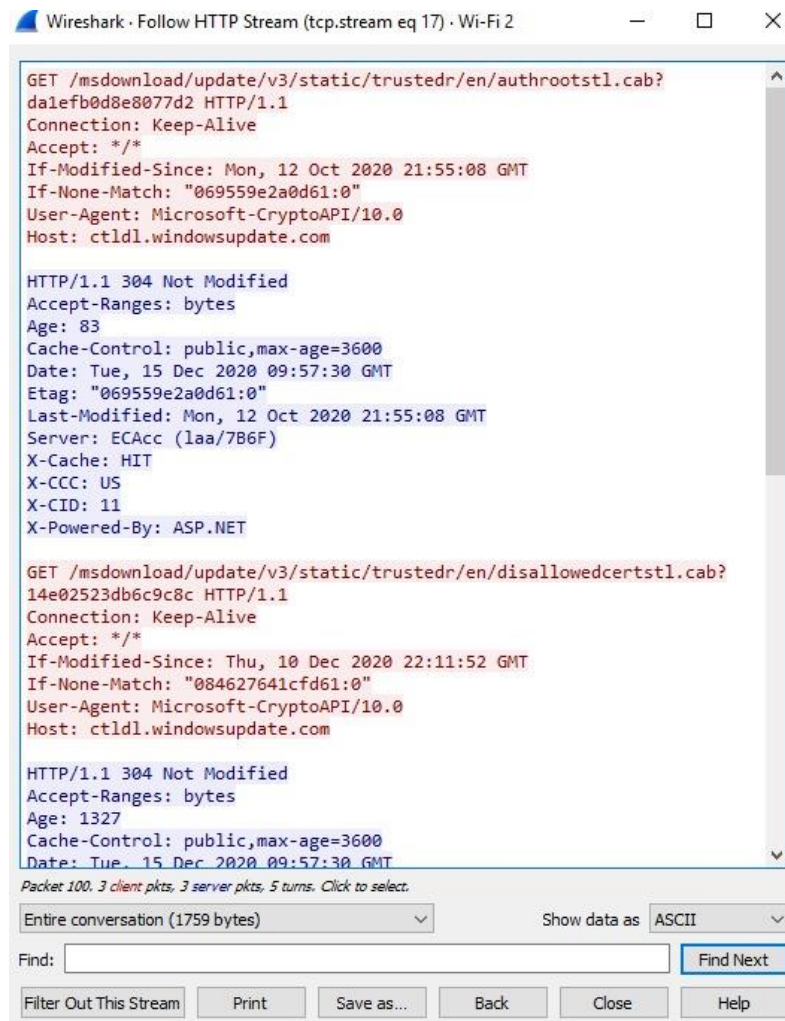 Wireshark · Follow HTTP Stream (tcp.stream eq 17) · Wi-Fi 2
GET /msdownload/update/v3/static/trustedr/en/authrootstl.cab?
da1efb0d8e8077d2 HTTP/1.1
Connection: Keep-Alive
Accept: */*
If-Modified-Since: Mon, 12 Oct 2020 21:55:08 GMT
If-None-Match: "069559e2a0d61:0"
User-Agent: Microsoft-CryptoAPI/10.0
Host: ctldl.windowsupdate.com
HTTP/1.1 304 Not Modified
Accept-Ranges: bytes
Age: 83
Cache-Control: public,max-age=3600
Date: Tue, 15 Dec 2020 09:57:30 GMT
Etag: "069559e2a0d61:0"
Last-Modified: Mon, 12 Oct 2020 21:55:08 GMT
Server: ECAcc (laa/7B6F)
X-Cache: HIT
X-CCC: US
X-CID: 11
X-Powered-By: ASP.NET
GET /msdownload/update/v3/static/trustedr/en/disallowedcertstl.cab?
14e02523db6c9c8c HTTP/1.1
Connection: Keep-Alive
Accept: */*
If-Modified-Since: Thu, 10 Dec 2020 22:11:52 GMT
If-None-Match: "084627641cfd61:0"
User-Agent: Microsoft-CryptoAPI/10.0
Host: ctldl.windowsupdate.com
HTTP/1.1 304 Not Modified
Accept-Ranges: bytes
Age: 1327
Cache-Control: public,max-age=3600
Date: Tue, 15 Dec 2020 09:57:30 GMT
Packet 100. 3 client pkts, 3 server pkts, 5 turns. Click to select.
Entire conversation (1759 bytes) Show data as ASCII
Find: Find Next
Filter Out This Stream Print Save as... Back Close Help